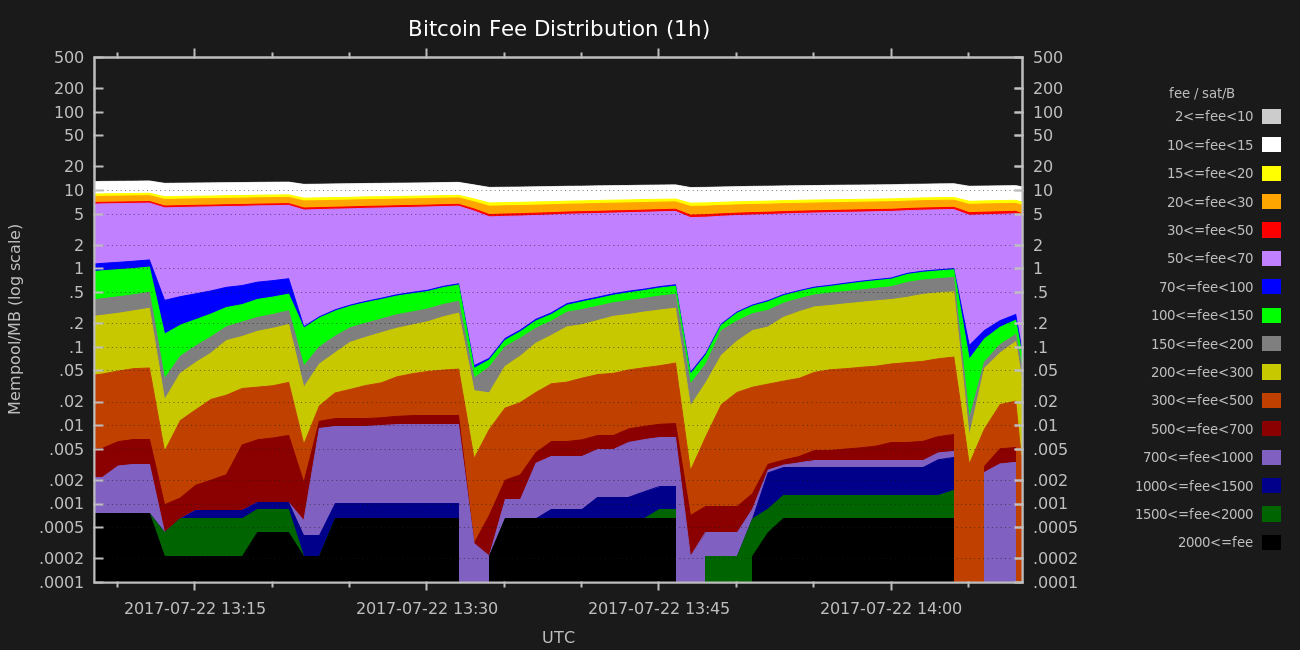 Bitcoin Fee Distribution (1h)
Mempool/MB (log scale)
500
200
100
50
20
10
5
2
1
.5
.2
.1
.05
.02
.01
.005
.002
.001
.0005
.0002
.0001
500
200
100
50
20
10
5
2
1
.5
.2
.1
.05
.02
.01
.005
.002
.001
.0005
.0002
.0001
2017-07-22 13:15
2017-07-22 13:30
2017-07-22 13:45
2017-07-22 14:00
UTC
fee / sat/B
2<=fee<10
10<=fee<15
15<=fee<20
20<=fee<30
30<=fee<50
50<=fee<70
70<=fee<100
100<=fee<150
150<=fee<200
200<=fee<300
300<=fee<500
500<=fee<700
700<=fee<1000
1000<=fee<1500
1500<=fee<2000
2000<=fee